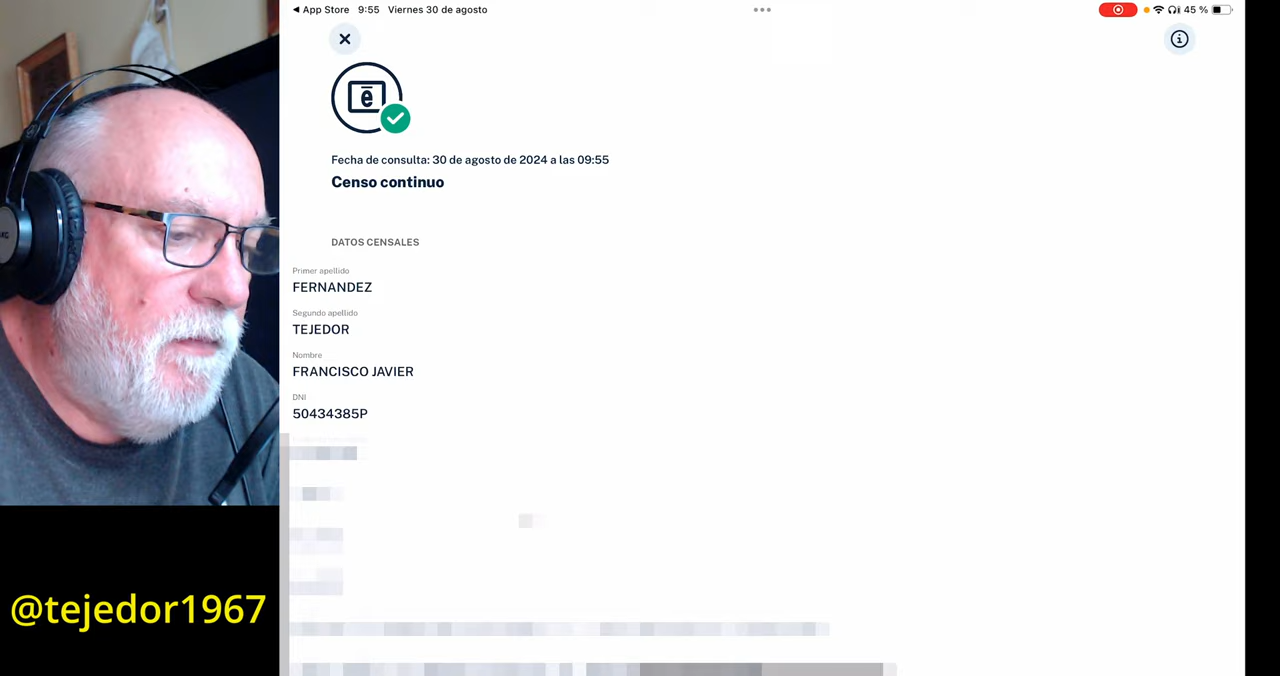 App Store 9:55 Viernes 30 de agosto
45 %
Fecha de consulta: 30 de agosto de 2024 a las 09:55
Censo continuo
DATOS CENSALES
Primer apellido
FERNANDEZ
Segundo apellido
TEJEDOR
Nombre
FRANCISCO JAVIER
DNI
50434385P
@tejedor1967